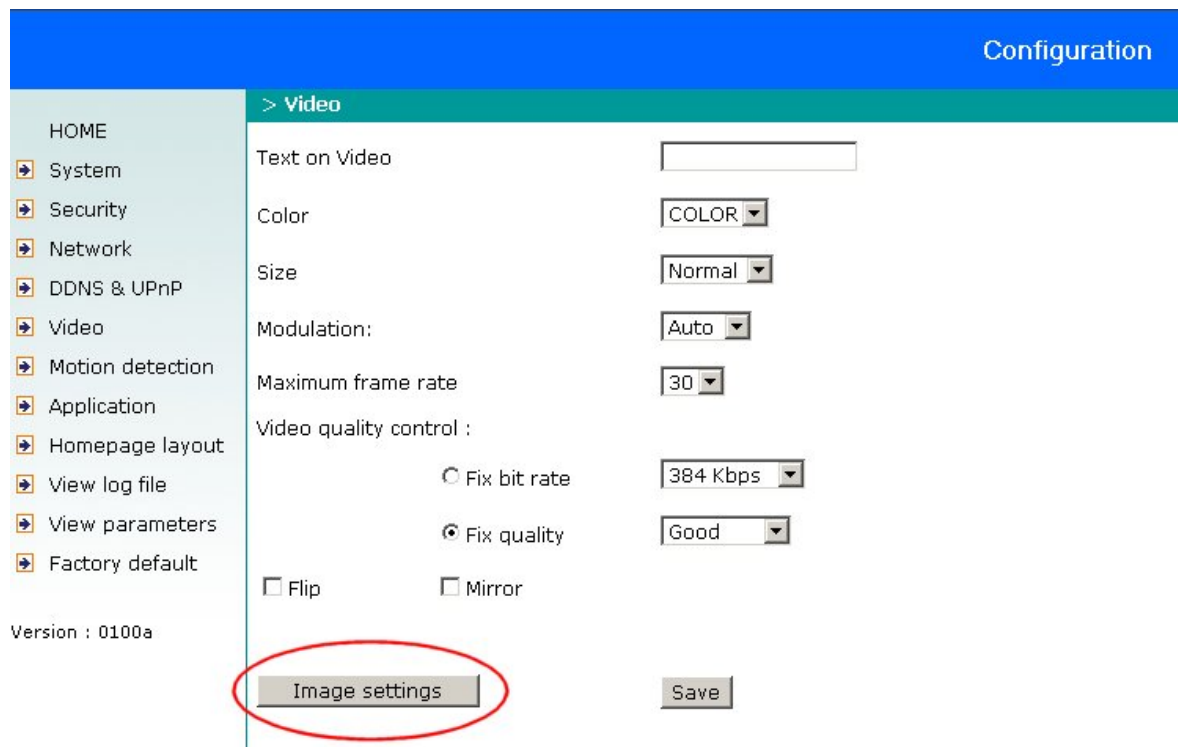 Configuration
HOME
System
Security
Network
DDNS & UPnP
Video
Motion detection
Application
Homepage layout
View log file
View parameters
Factory default
Version : 0100a
> Video
Text on Video
Color COLOR
Size Normal
Modulation: Auto
Maximum frame rate 30
Video quality control :
Fix bit rate 384 Kbps
Fix quality Good
Flip Mirror
Image settings Save